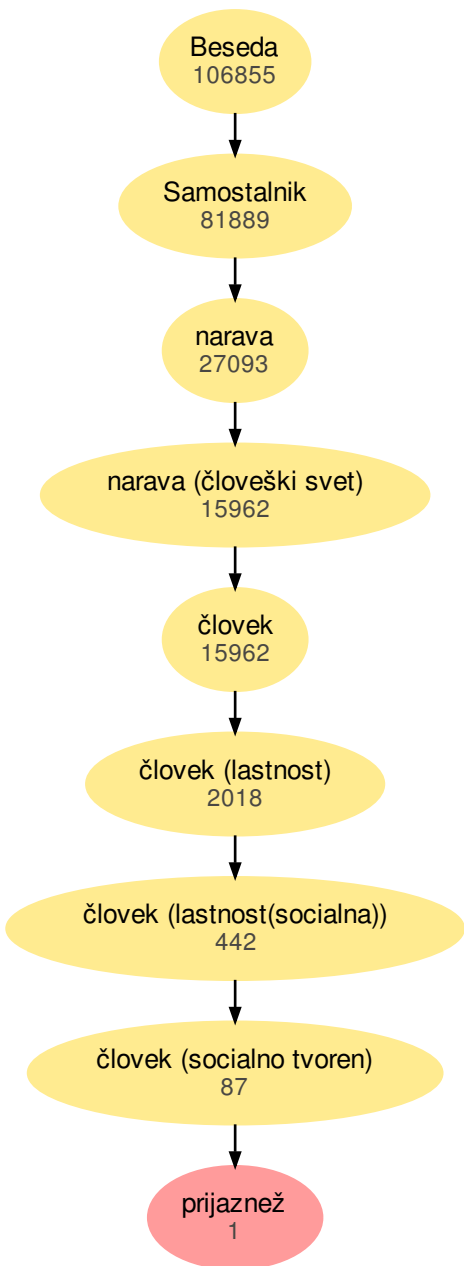 Beseda
106855
Samostalnik
81889
narava
27093
narava (človeški svet)
15962
človek
15962
človek (lastnost)
2018
človek (lastnost(socialna))
442
človek (socialno tvoren)
87
prijaznež
1